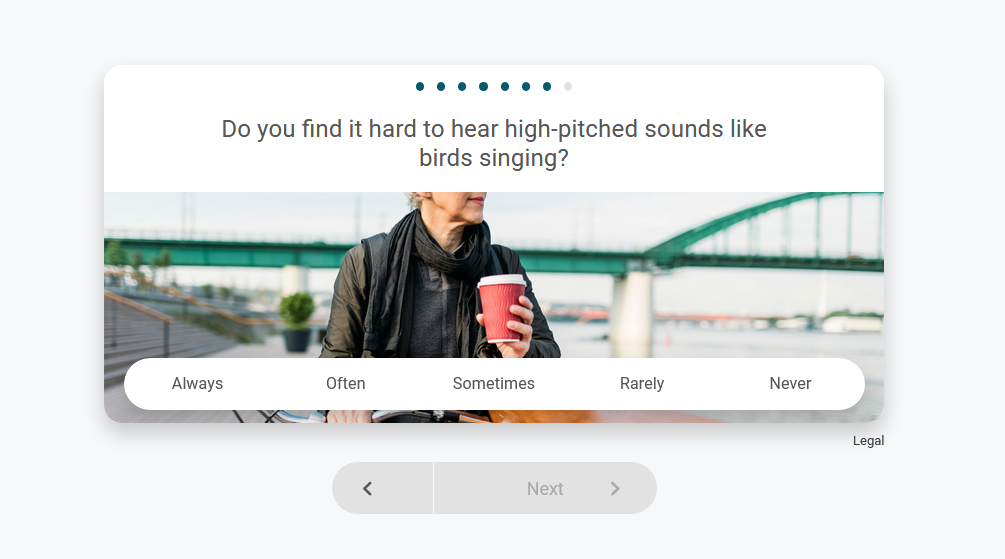 Do you find it hard to hear high-pitched sounds like
birds singing?
Always Often Sometimes Rarely Never
Legal
Next